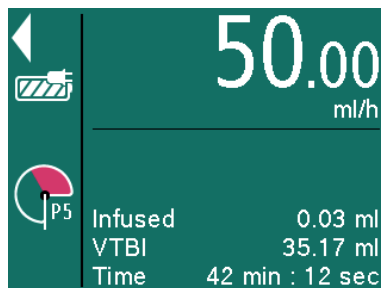 50.00
ml/h
P5
Infused 0.03 ml
VTBI 35.17 ml
Time 42 min : 12 sec